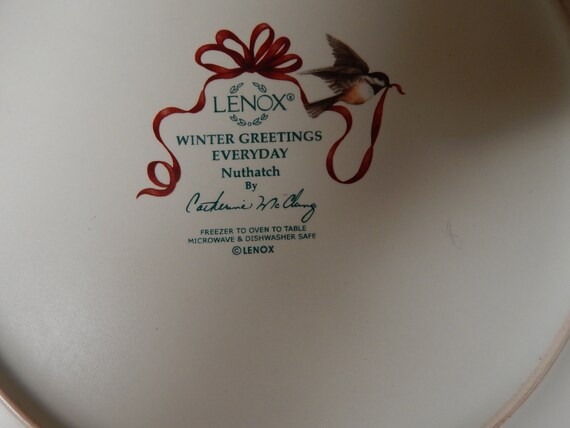 LENOX®
WINTER GREETINGS
EVERYDAY
Nuthatch
By
Catherine McClung
FREEZER TO OVEN TO TABLE
MICROWAVE & DISHWASHER SAFE
©LENOX